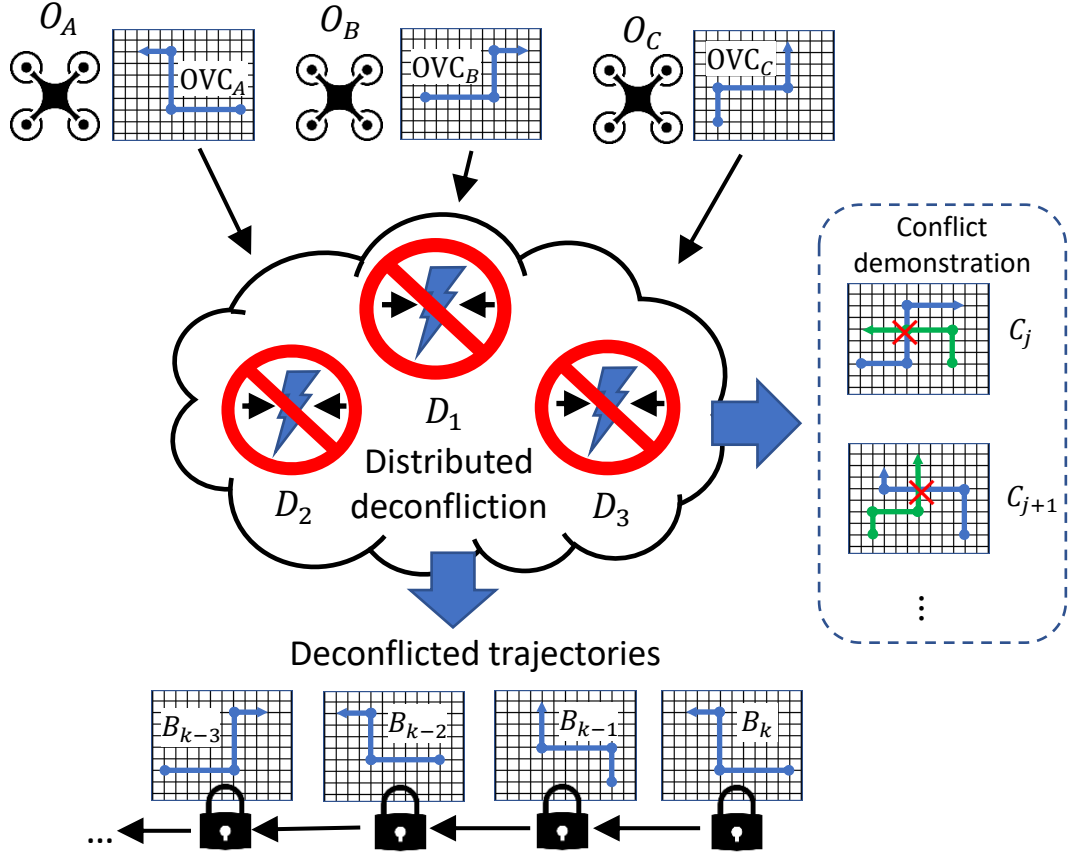 O_A
O_B
O_C
OVC_A
OVC_B
OVC_C
Conflict
demonstration
C_j
C_{j+1}
⋮
D_1
D_2
D_3
Distributed
deconfliction
Deconflicted trajectories
B_{k−3}
B_{k−2}
B_{k−1}
B_k
...